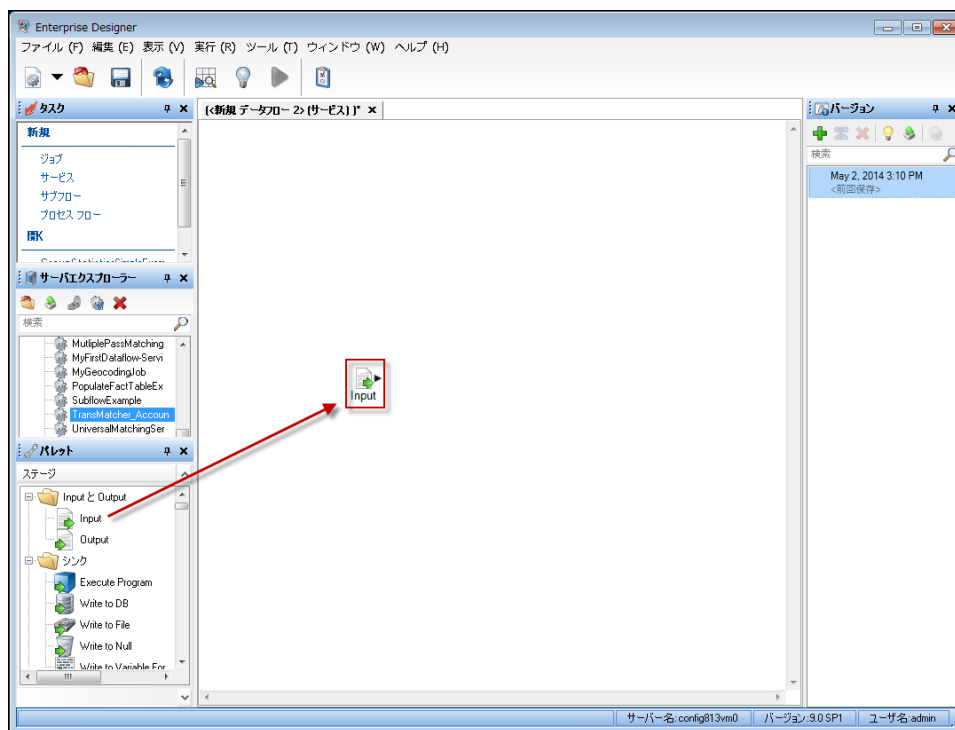 Enterprise Designer
ファイル (F) 編集 (E) 表示 (V) 実行 (R) ツール (T) ウィンドウ (W) ヘルプ (H)
タスク
新規
ジョブ
サービス
サブフロー
プロセス フロー
サーバエクスプローラー
検索
MutliplePassMatching
MyFirstDataflow-Servi
MyGeocodingJob
PopulateFactTableEx
SubflowExample
TransMatcher_Accoun
UniversalMatchingSer
パレット
ステージ
Input と Output
Input
Output
シンク
Execute Program
Write to DB
Write to File
Write to Null
Write to Variable For
(<新規 データフロー 2> (サービス) )*
Input
バージョン
検索
May 2, 2014 3:10 PM
<前回保存>
サーバー名: config813vm0 バージョン:9.0 SP1 ユーザ名:admin